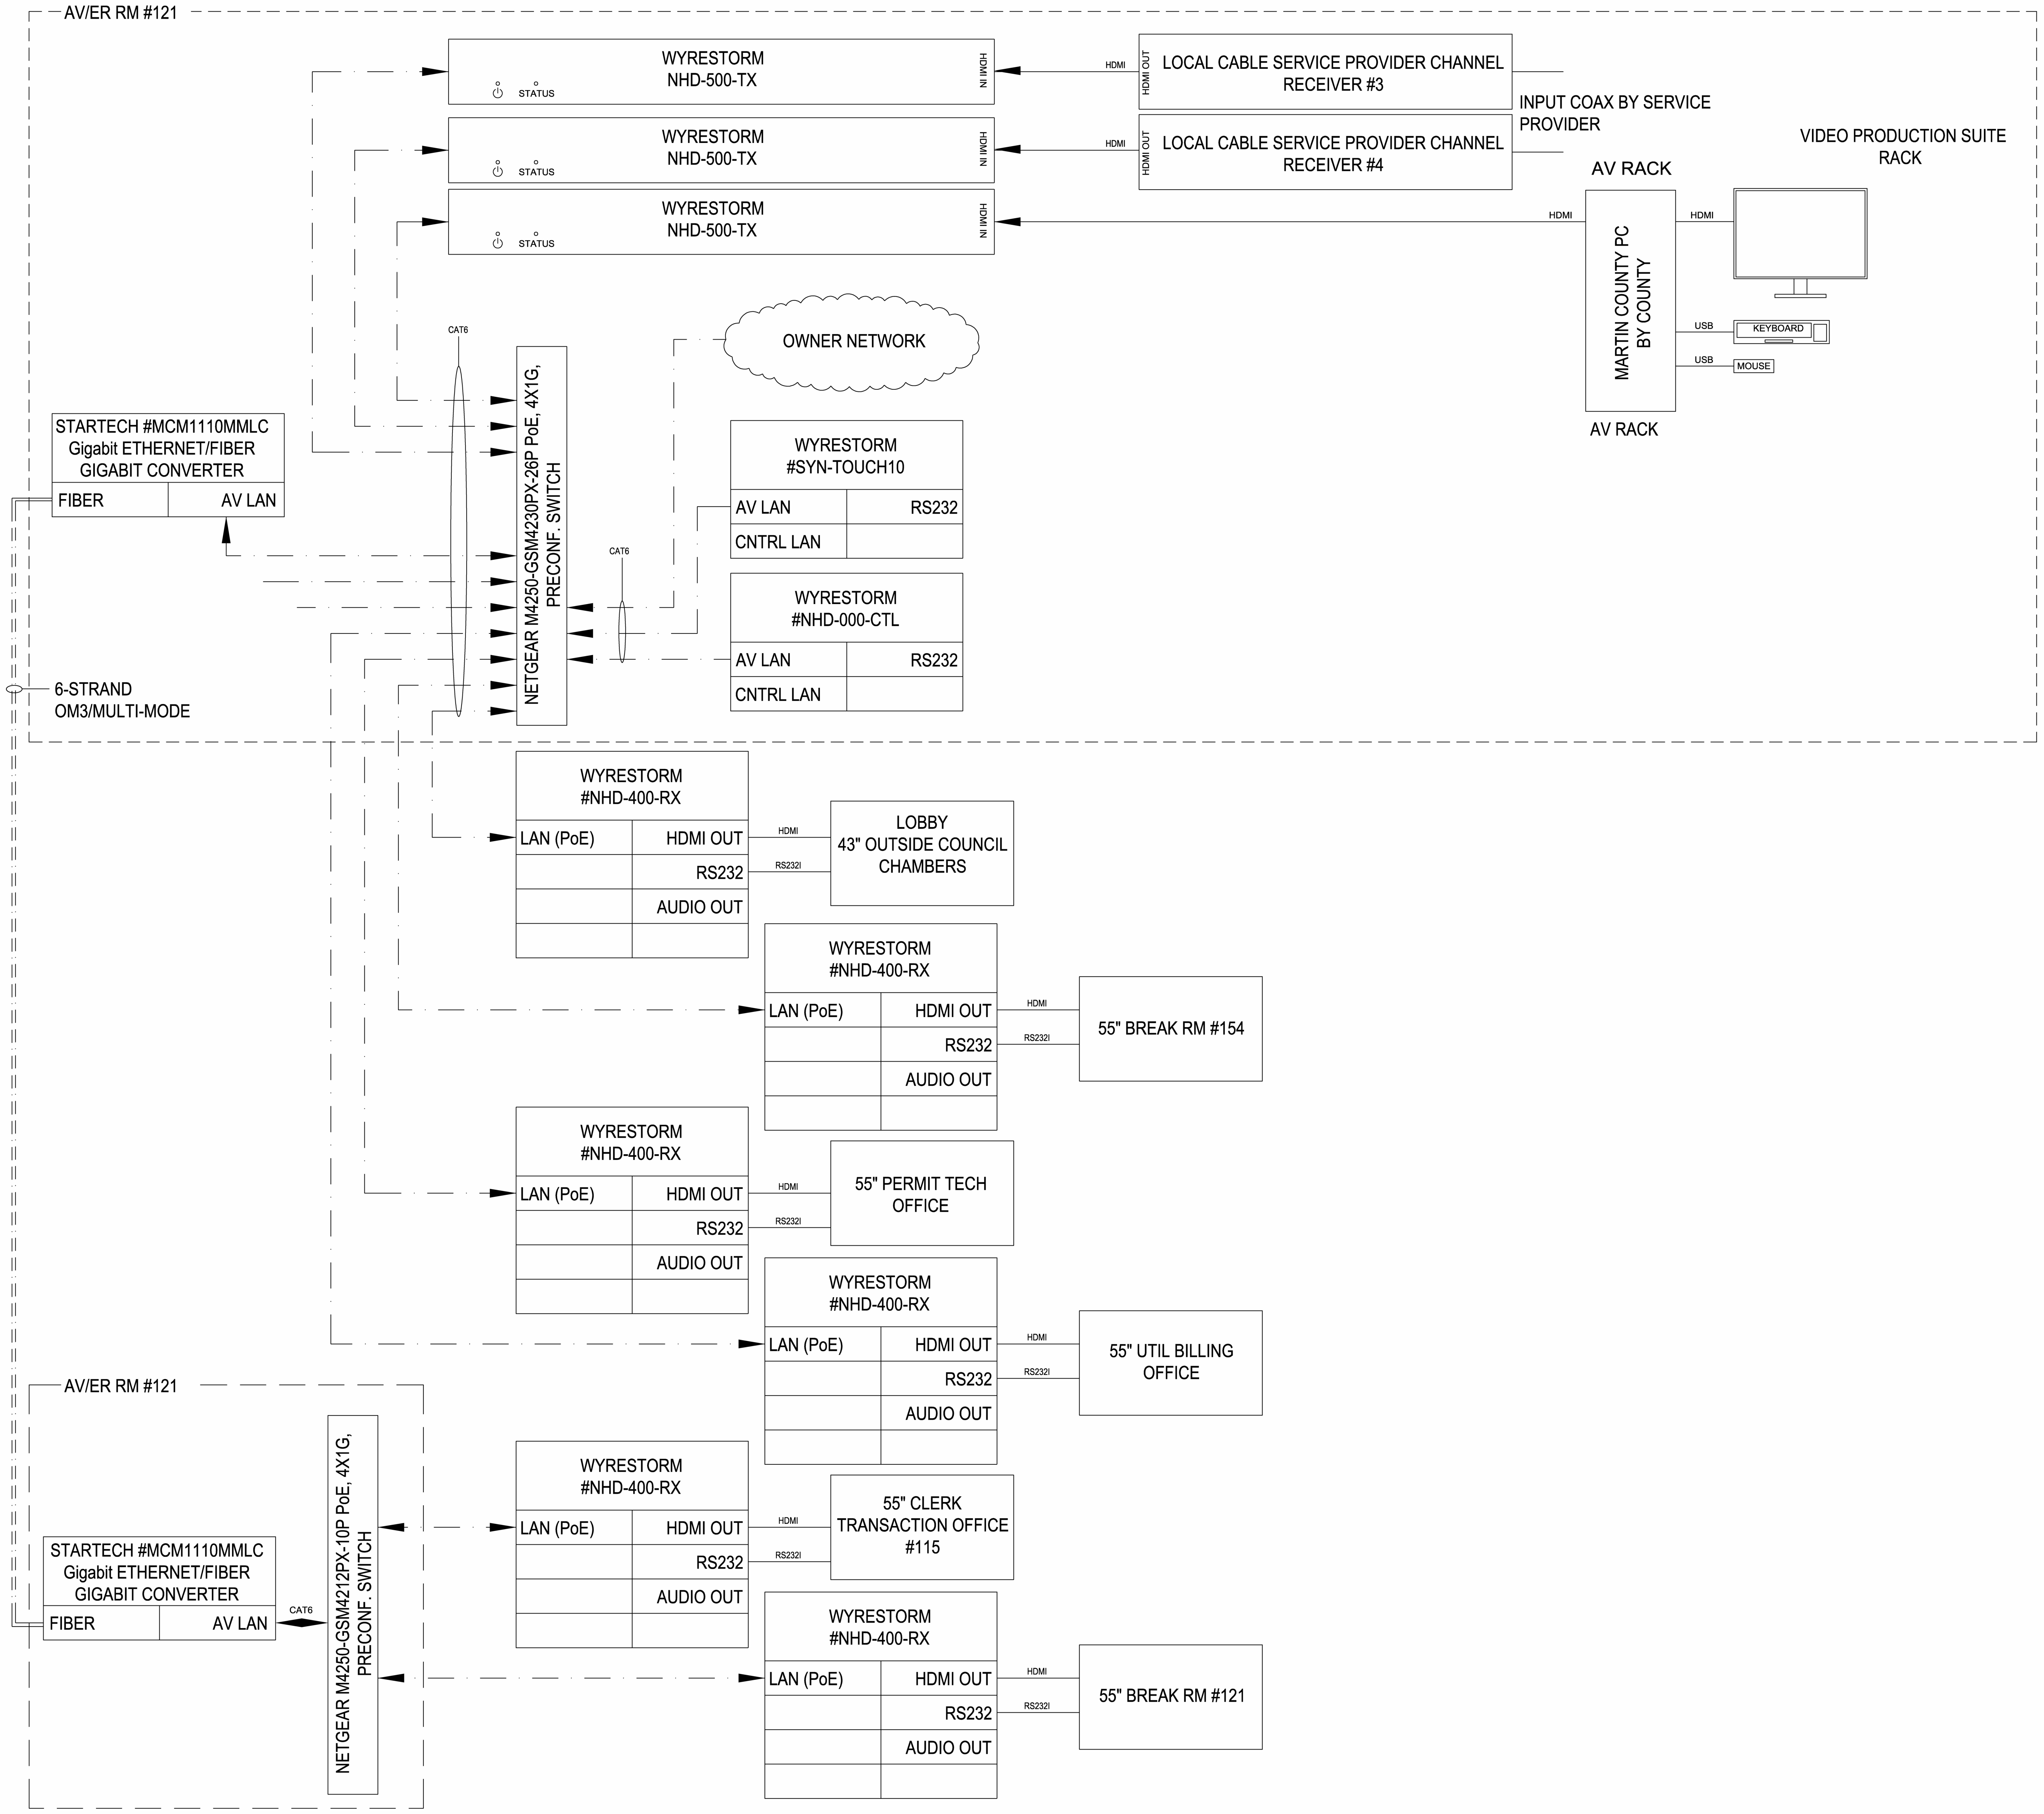 AV/ER RM #121
WYRESTORM
NHD-500-TX
STATUS
HDMI IN
HDMI
HDMI OUT
LOCAL CABLE SERVICE PROVIDER CHANNEL
RECEIVER #3
WYRESTORM
NHD-500-TX
STATUS
HDMI IN
HDMI
HDMI OUT
LOCAL CABLE SERVICE PROVIDER CHANNEL
RECEIVER #4
INPUT COAX BY SERVICE
PROVIDER
WYRESTORM
NHD-500-TX
STATUS
HDMI IN
HDMI
VIDEO PRODUCTION SUITE
RACK
AV RACK
MARTIN COUNTY PC
BY COUNTY
HDMI
USB
KEYBOARD
USB
MOUSE
AV RACK
CAT6
OWNER NETWORK
NETGEAR M4250-GSM4230PX-26P PoE, 4X1G,
PRECONF. SWITCH
STARTECH #MCM1110MMLC
Gigabit ETHERNET/FIBER
GIGABIT CONVERTER
FIBER
AV LAN
WYRESTORM
#SYN-TOUCH10
AV LAN
RS232
CNTRL LAN
CAT6
WYRESTORM
#NHD-000-CTL
AV LAN
RS232
CNTRL LAN
6-STRAND
OM3/MULTI-MODE
WYRESTORM
#NHD-400-RX
LAN (PoE)
HDMI OUT
RS232
AUDIO OUT
HDMI
RS232I
LOBBY
43" OUTSIDE COUNCIL
CHAMBERS
WYRESTORM
#NHD-400-RX
LAN (PoE)
HDMI OUT
RS232
AUDIO OUT
HDMI
RS232I
55" BREAK RM #154
WYRESTORM
#NHD-400-RX
LAN (PoE)
HDMI OUT
RS232
AUDIO OUT
HDMI
RS232I
55" PERMIT TECH
OFFICE
WYRESTORM
#NHD-400-RX
LAN (PoE)
HDMI OUT
RS232
AUDIO OUT
HDMI
RS232I
55" UTIL BILLING
OFFICE
AV/ER RM #121
NETGEAR M4250-GSM4212PX-10P PoE, 4X1G,
PRECONF. SWITCH
STARTECH #MCM1110MMLC
Gigabit ETHERNET/FIBER
GIGABIT CONVERTER
FIBER
AV LAN
CAT6
WYRESTORM
#NHD-400-RX
LAN (PoE)
HDMI OUT
RS232
AUDIO OUT
HDMI
RS232I
55" CLERK
TRANSACTION OFFICE
#115
WYRESTORM
#NHD-400-RX
LAN (PoE)
HDMI OUT
RS232
AUDIO OUT
HDMI
RS232I
55" BREAK RM #121